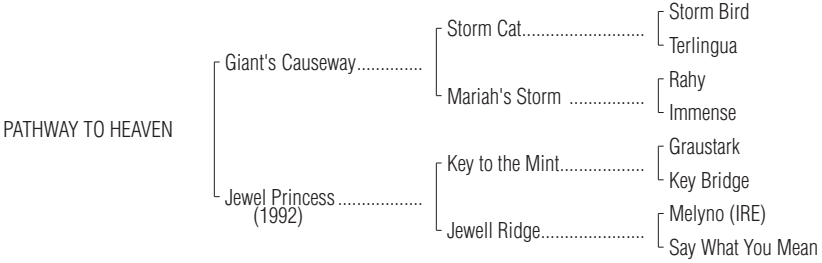 Storm Bird
Storm Cat..........................
Terlingua
Giant's Causeway..............
Rahy
Mariah's Storm ................
Immense
PATHWAY TO HEAVEN
Graustark
Key to the Mint..................
Key Bridge
Jewel Princess ..................
(1992)
Melyno (IRE)
Jewell Ridge......................
Say What You Mean